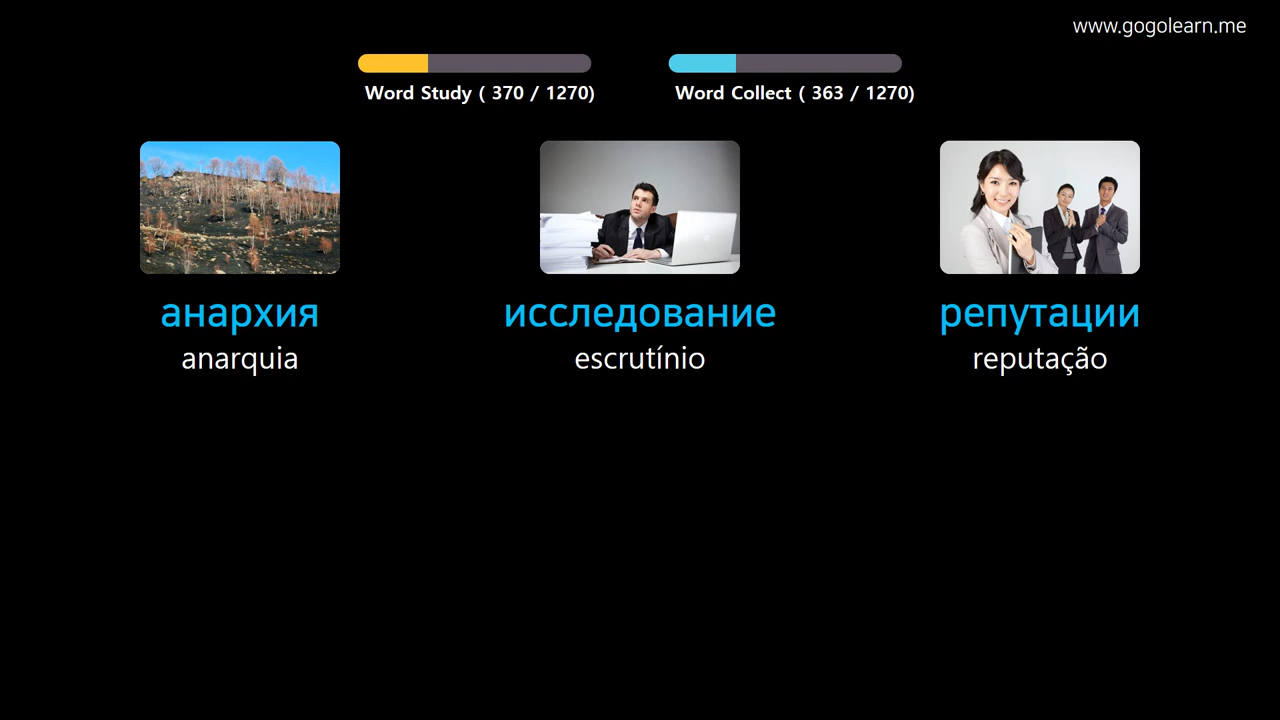 www.gogolearn.me
Word Study ( 370 / 1270)
Word Collect ( 363 / 1270)
анархия
anarquia
исследование
escrutínio
репутации
reputação